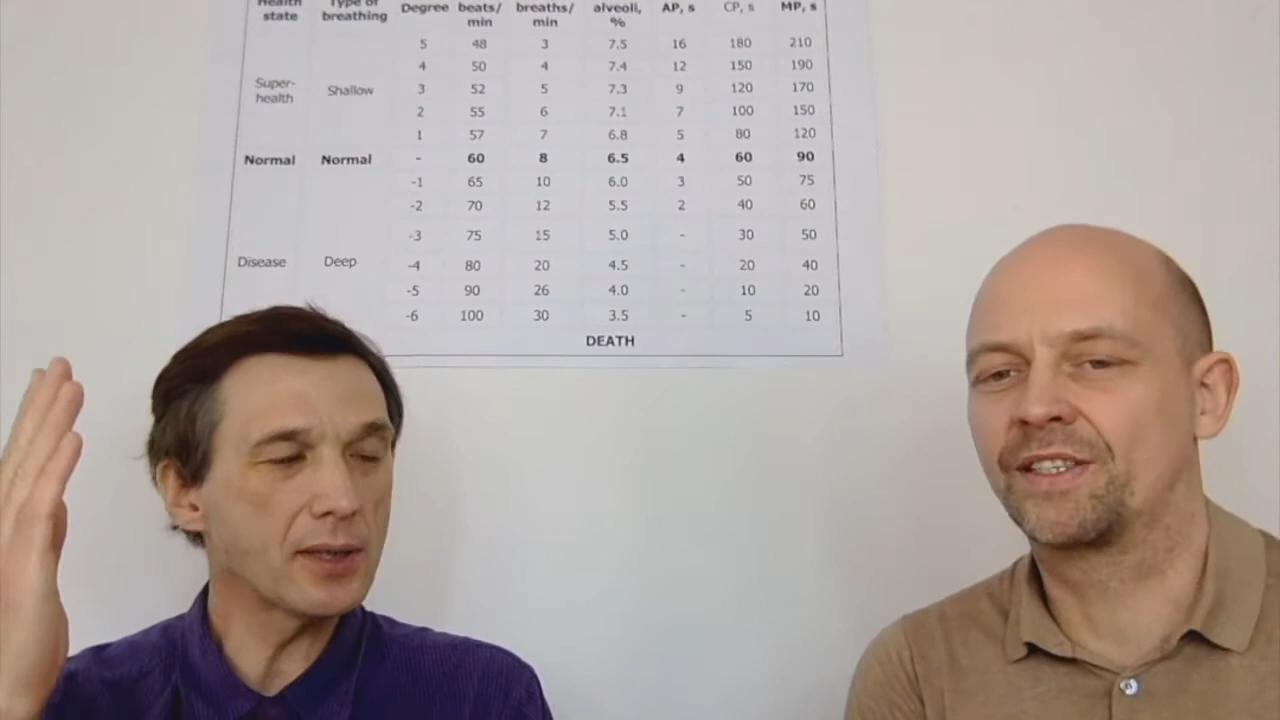 Health state Type of breathing Degree beats/min breaths/min alveoli, % AP, s CP, s MP, s
5 48 3 7.5 16 180 210
4 50 4 7.4 12 150 190
Super-health Shallow 3 52 5 7.3 9 120 170
2 55 6 7.1 7 100 150
1 57 7 6.8 5 80 120
Normal Normal - 60 8 6.5 4 60 90
-1 65 10 6.0 3 50 75
-2 70 12 5.5 2 40 60
-3 75 15 5.0 - 30 50
Disease Deep -4 80 20 4.5 - 20 40
-5 90 26 4.0 - 10 20
-6 100 30 3.5 - 5 10
DEATH